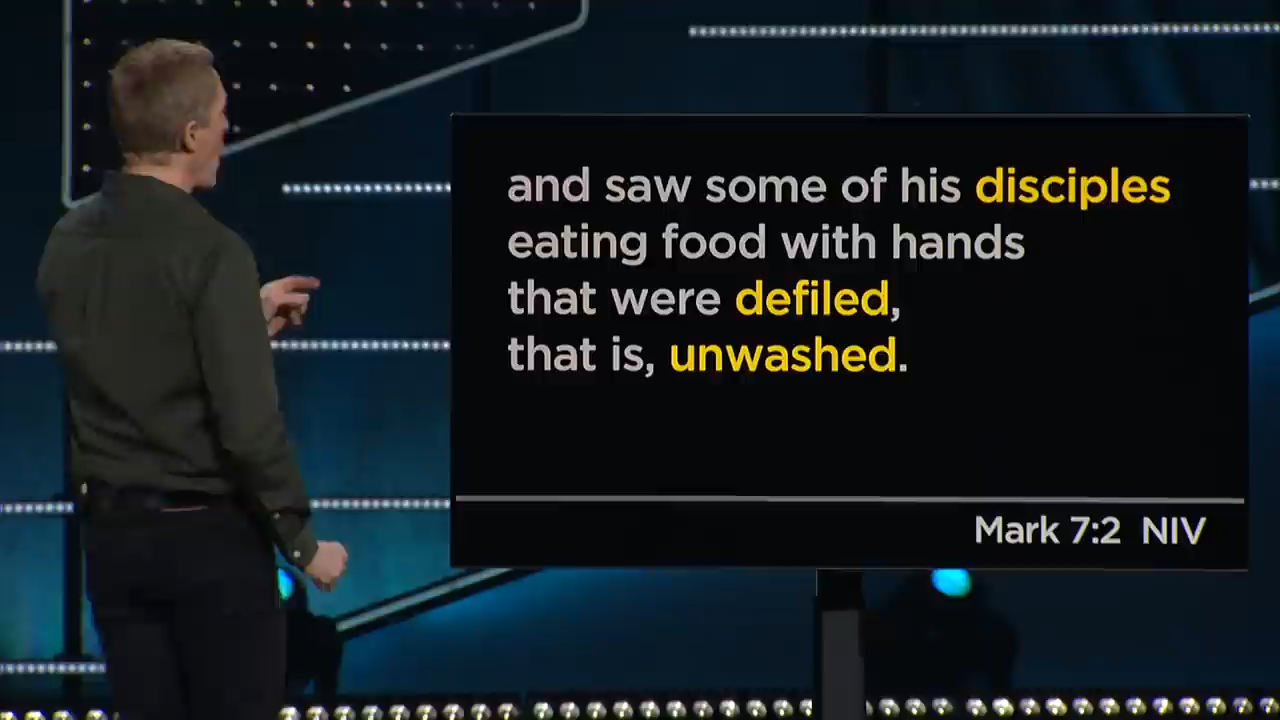 and saw some of his disciples
eating food with hands
that were defiled,
that is, unwashed.
Mark 7:2 NIV